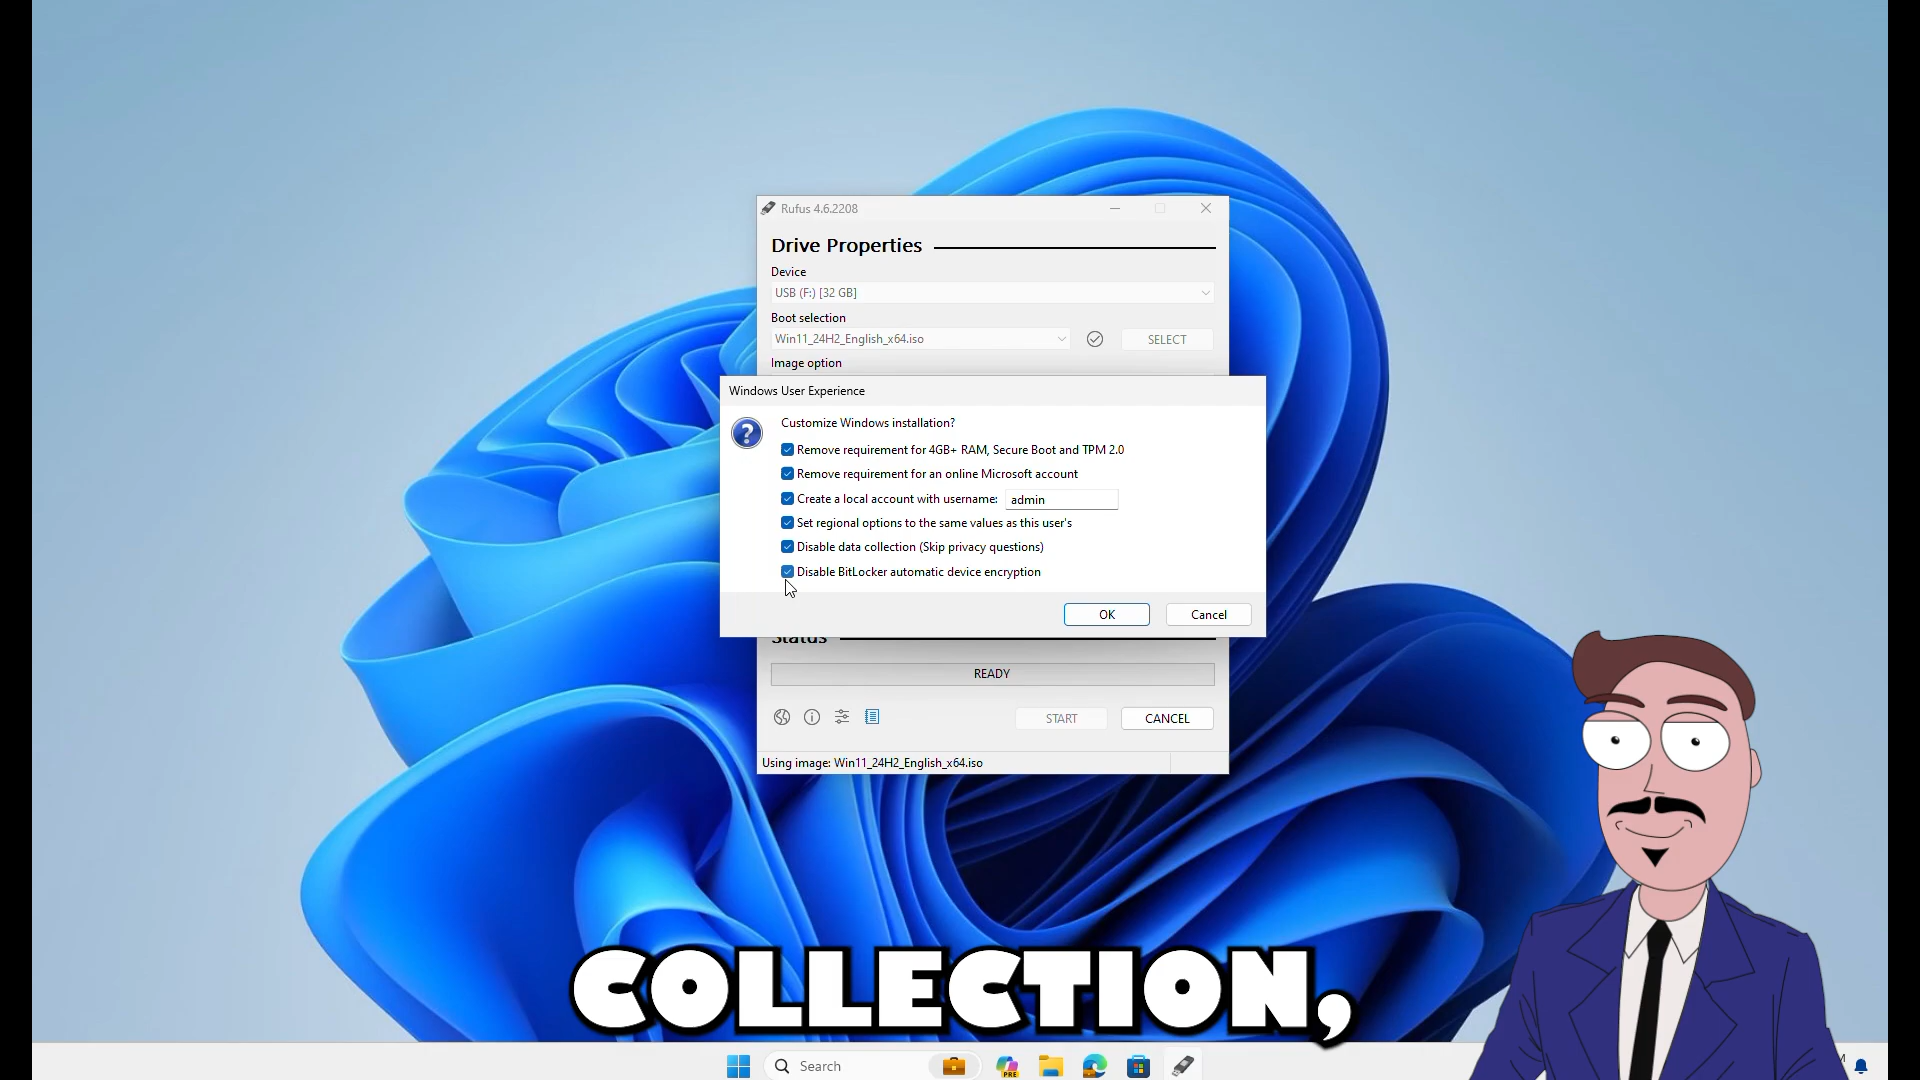 Rufus 4.6.2208
Drive Properties
Device
USB (F:) [32 GB]
Boot selection
Win11_24H2_English_x64.iso
SELECT
Image option
Windows User Experience
Customize Windows installation?
Remove requirement for 4GB+ RAM, Secure Boot and TPM 2.0
Remove requirement for an online Microsoft account
Create a local account with username: admin
Set regional options to the same values as this user's
Disable data collection (Skip privacy questions)
Disable BitLocker automatic device encryption
OK Cancel
Status
READY
START CANCEL
Using image: Win11_24H2_English_x64.iso
COLLECTION,
Search
PRE